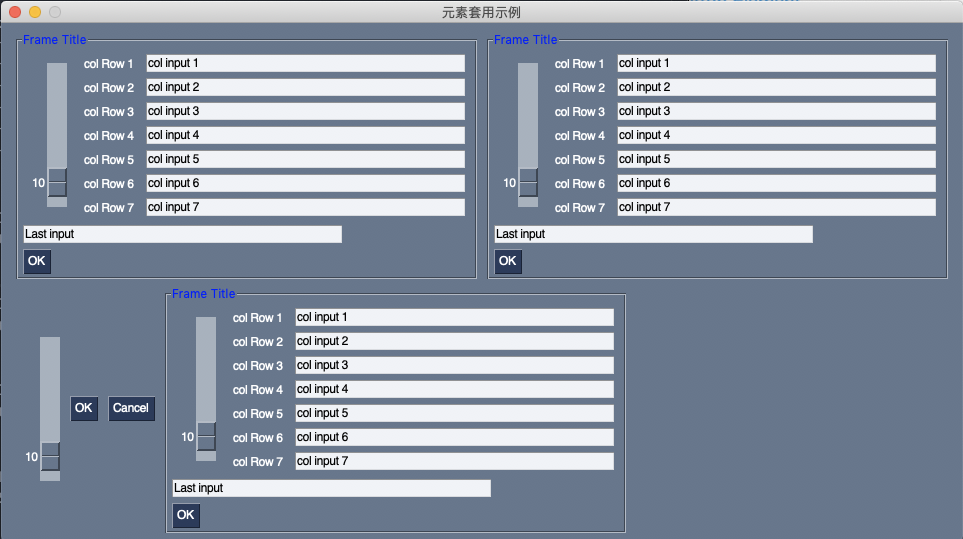 元素套用示例
Frame Title Frame Title
col Row 1 col input 1 col Row 1 col input 1
col Row 2 col input 2 col Row 2 col input 2
col Row 3 col input 3 col Row 3 col input 3
col Row 4 col input 4 col Row 4 col input 4
col Row 5 col input 5 col Row 5 col input 5
10 col Row 6 col input 6 10 col Row 6 col input 6
col Row 7 col input 7 col Row 7 col input 7
Last input Last input
OK OK
Frame Title
col Row 1 col input 1
col Row 2 col input 2
col Row 3 col input 3
col Row 4 col input 4
OK Cancel col Row 5 col input 5
10 10 col Row 6 col input 6
col Row 7 col input 7
Last input
OK